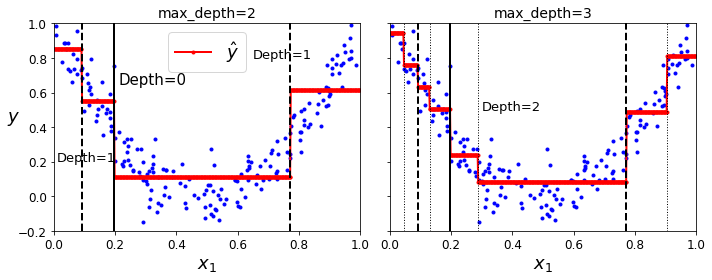 max_depth=2
max_depth=3
ŷ
Depth=1
Depth=0
Depth=2
Depth=1
y
1.0
0.8
0.6
0.4
0.2
0.0
−0.2
0.0 0.2 0.4 0.6 0.8 1.0
0.0 0.2 0.4 0.6 0.8 1.0
x₁
x₁